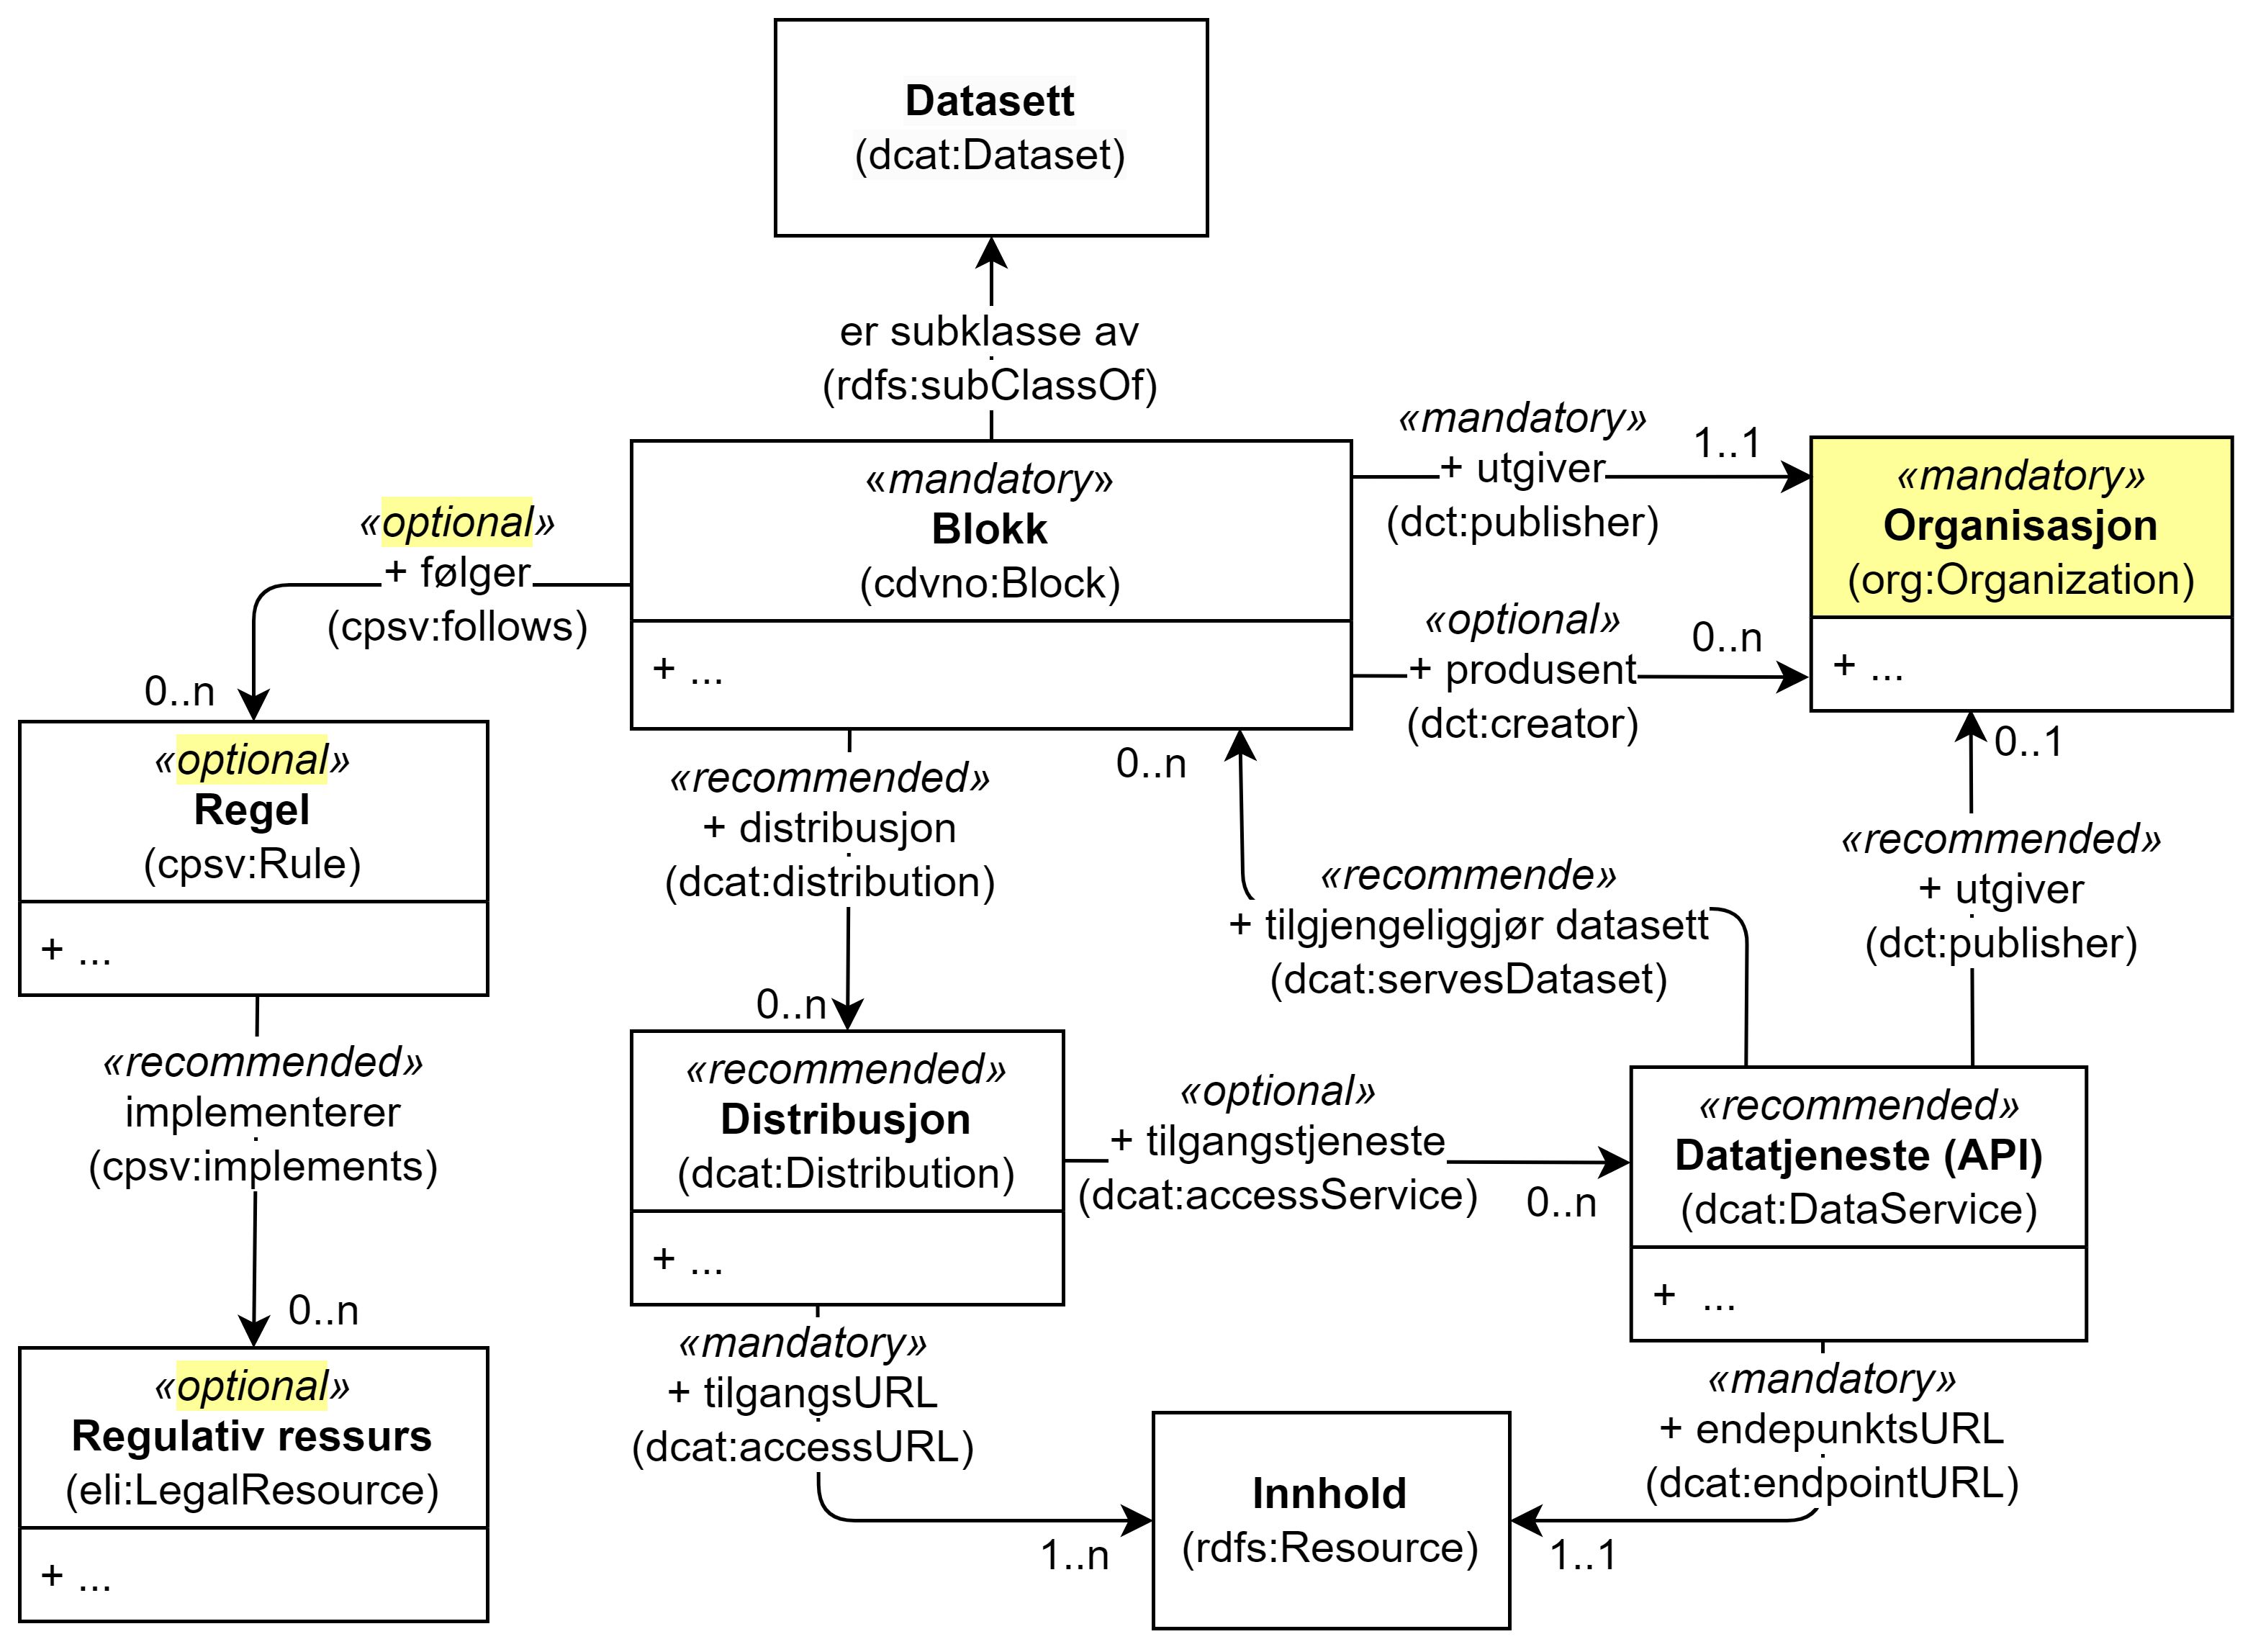 Datasett
(dcat:Dataset)
er subklasse av
(rdfs:subClassOf)
«mandatory»
Blokk
(cdvno:Block)
+ ...
«mandatory»
+ utgiver
(dct:publisher)
1..1
«mandatory»
Organisasjon
(org:Organization)
+ ...
«optional»
+ produsent
(dct:creator)
0..n
«optional»
+ følger
(cpsv:follows)
0..n
«optional»
Regel
(cpsv:Rule)
+ ...
«recommended»
+ distribusjon
(dcat:distribution)
0..n
0..n
«recommende»
+ tilgjengeliggjør datasett
(dcat:servesDataset)
0..1
«recommended»
+ utgiver
(dct:publisher)
«recommended»
implementerer
(cpsv:implements)
0..n
«recommended»
Distribusjon
(dcat:Distribution)
+ ...
«optional»
+ tilgangstjeneste
(dcat:accessService)
0..n
«recommended»
Datatjeneste (API)
(dcat:DataService)
+ ...
«optional»
Regulativ ressurs
(eli:LegalResource)
+ ...
«mandatory»
+ tilgangsURL
(dcat:accessURL)
1..n
Innhold
(rdfs:Resource)
«mandatory»
+ endepunktsURL
(dcat:endpointURL)
1..1